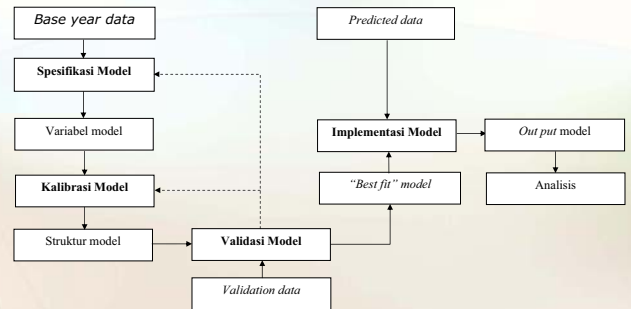 Base year data
Spesifikasi Model
Variabel model
Kalibrasi Model
Struktur model
Validasi Model
Validation data
Predicted data
Implementasi Model
“Best fit” model
Out put model
Analisis